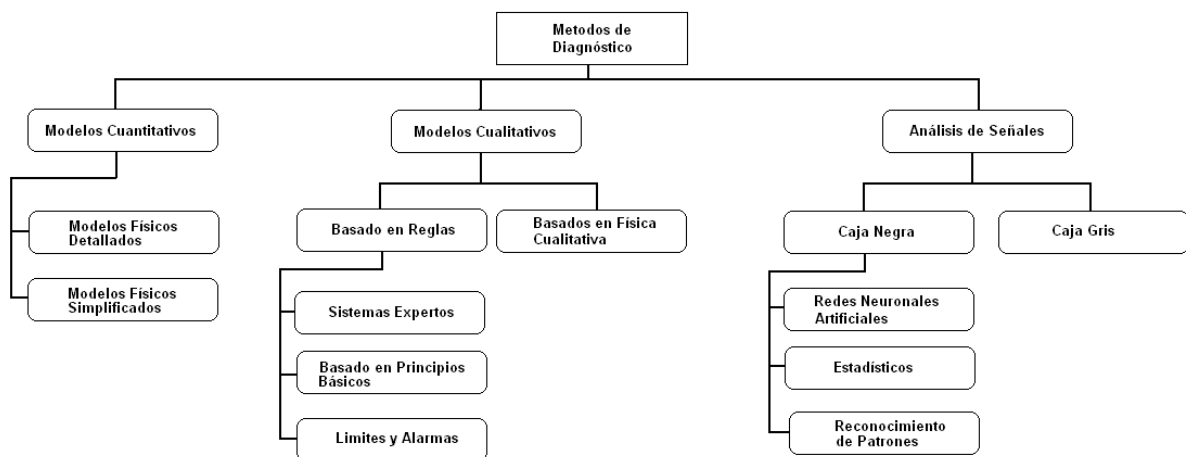 Metodos de
Diagnóstico
Modelos Cuantitativos
Modelos Cualitativos
Análisis de Señales
Modelos Físicos
Detallados
Modelos Físicos
Simplificados
Basado en Reglas
Basados en Física
Cualitativa
Sistemas Expertos
Basado en Principios
Básicos
Limites y Alarmas
Caja Negra
Caja Gris
Redes Neuronales
Artificiales
Estadísticos
Reconocimiento
de Patrones